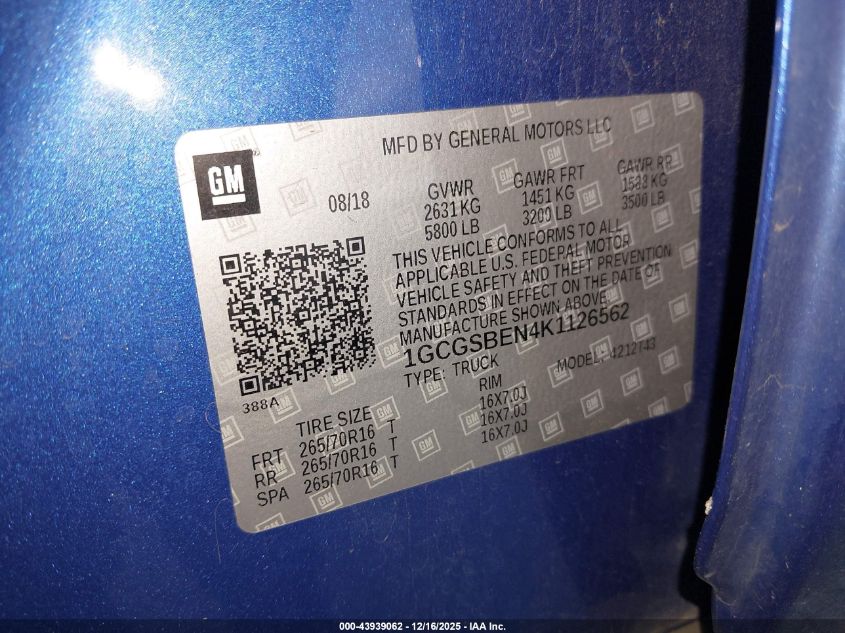 MFD BY GENERAL MOTORS LLC
GM
08/18
GVWR
2631 KG
5800 LB
GAWR FRT
1451 KG
3200 LB
GAWR RR
1588 KG
3500 LB
THIS VEHICLE CONFORMS TO ALL
APPLICABLE U.S. FEDERAL MOTOR
VEHICLE SAFETY AND THEFT PREVENTION
STANDARDS IN EFFECT ON THE DATE OF
MANUFACTURE SHOWN ABOVE.
1GCGSBEN4K1126562
TYPE: TRUCK MODEL: 4212T43
388A
TIRE SIZE RIM
FRT 265/70R16 T 16X7.0J
RR 265/70R16 T 16X7.0J
SPA 265/70R16 T 16X7.0J
000-43939062 - 12/16/2025 - IAA Inc.